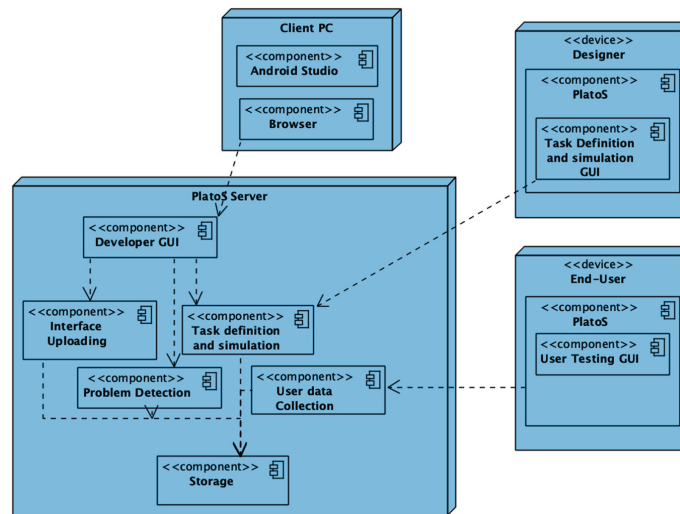 Client PC
<<component>>
Android Studio
<<component>>
Browser
<<device>>
Designer
<<component>>
PlatoS
<<component>>
Task Definition
and simulation
GUI
PlatoS Server
<<component>>
Developer GUI
<<component>>
Interface
Uploading
<<component>>
Task definition
and simulation
<<component>>
Problem Detection
<<component>>
User data
Collection
<<component>>
Storage
<<device>>
End-User
<<component>>
PlatoS
<<component>>
User Testing GUI